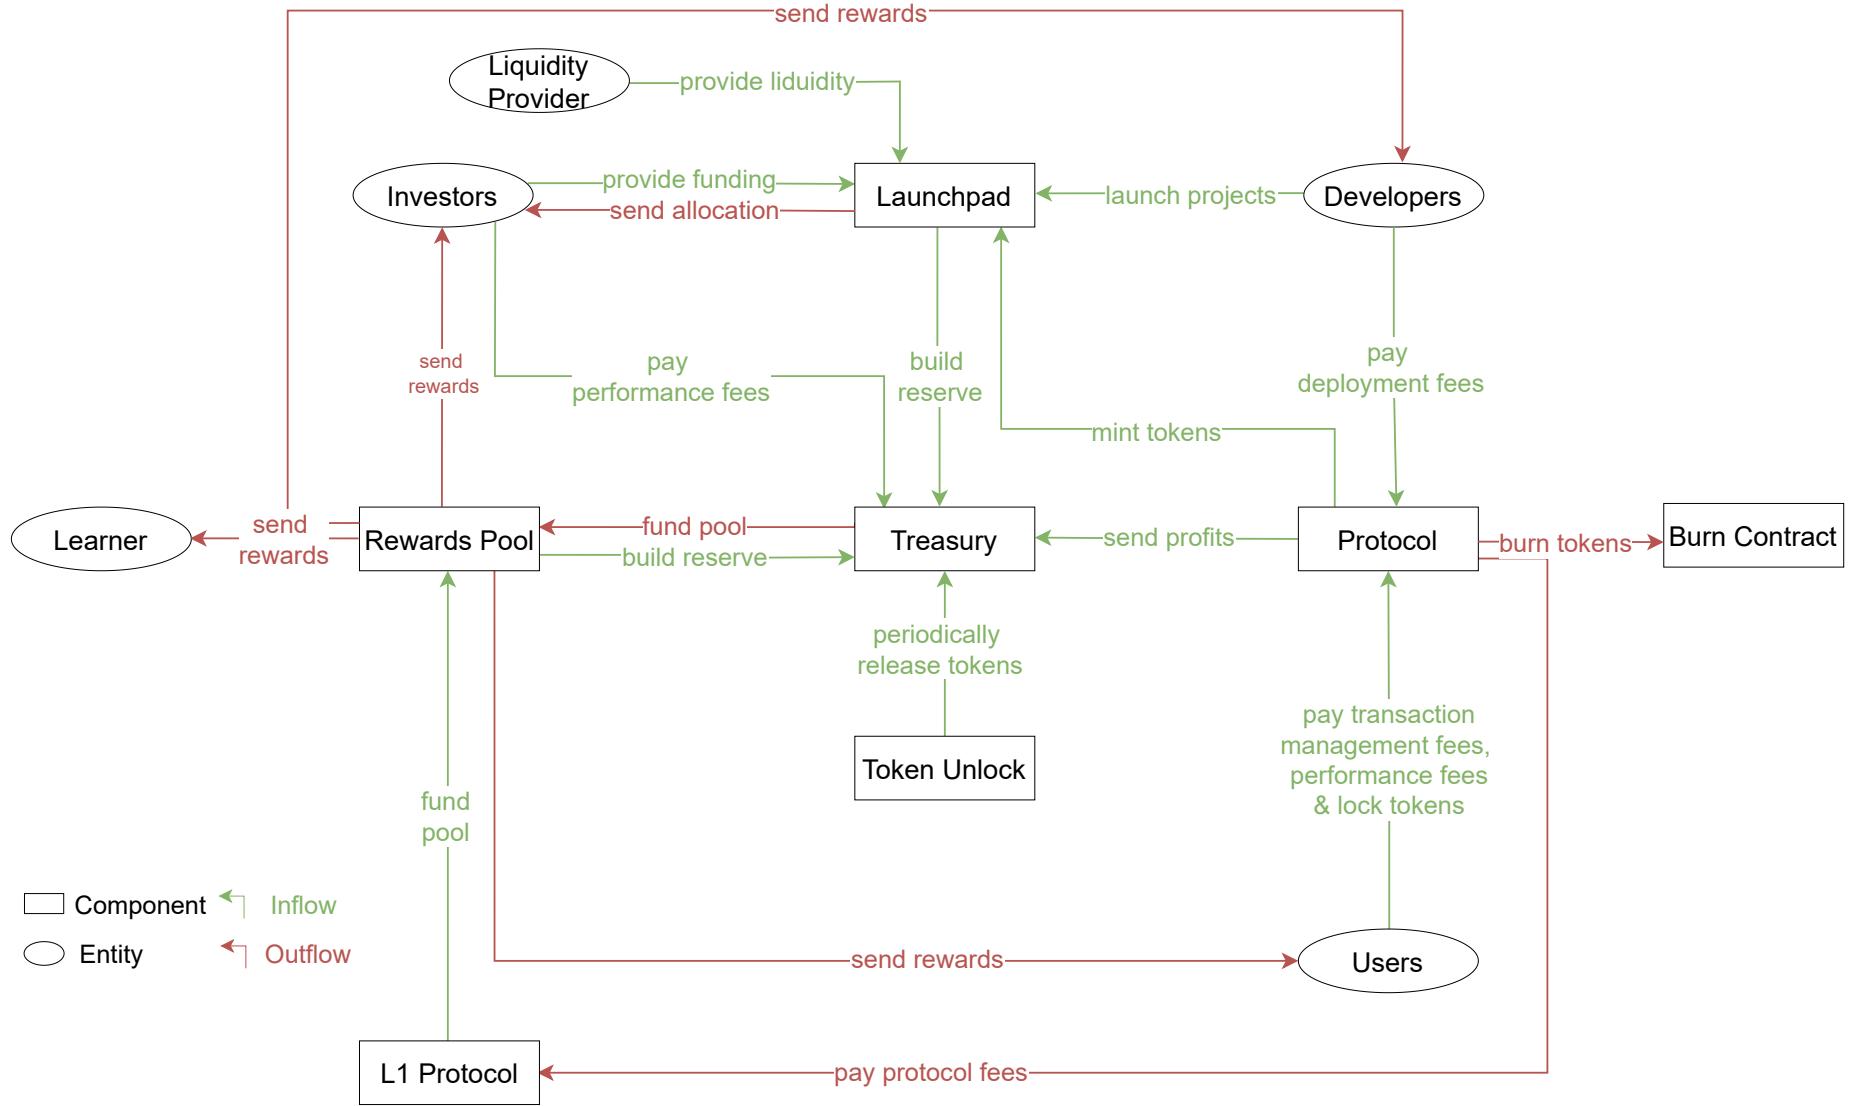 send rewards
Liquidity
Provider
provide liduidity
Investors
provide funding
send allocation
Launchpad
launch projects
Developers
send
rewards
pay
performance fees
build
reserve
pay
deployment fees
mint tokens
Learner
send
rewards
Rewards Pool
fund pool
build reserve
Treasury
send profits
Protocol
burn tokens
Burn Contract
periodically
release tokens
Token Unlock
pay transaction
management fees,
performance fees
& lock tokens
fund
pool
Component
Inflow
Entity
Outflow
send rewards
Users
L1 Protocol
pay protocol fees